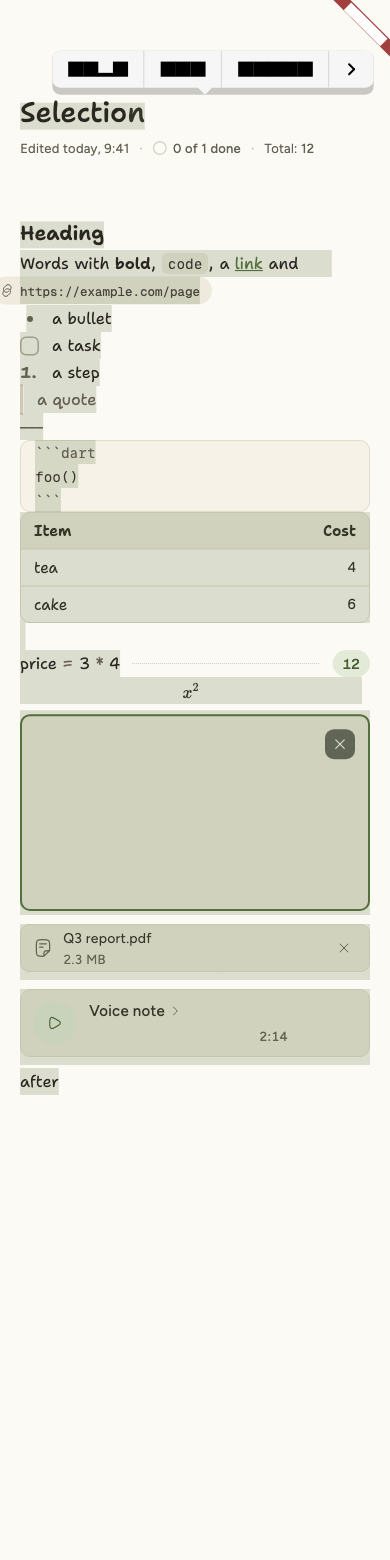 Selection
Edited today, 9:41 · 0 of 1 done · Total: 12
Heading
Words with bold, code, a link and
https://example.com/page
• a bullet
a task
1. a step
a quote
```dart
foo()
```
Item Cost
tea 4
cake 6
price = 3 * 4 12
x²
Q3 report.pdf
2.3 MB
Voice note
2:14
after